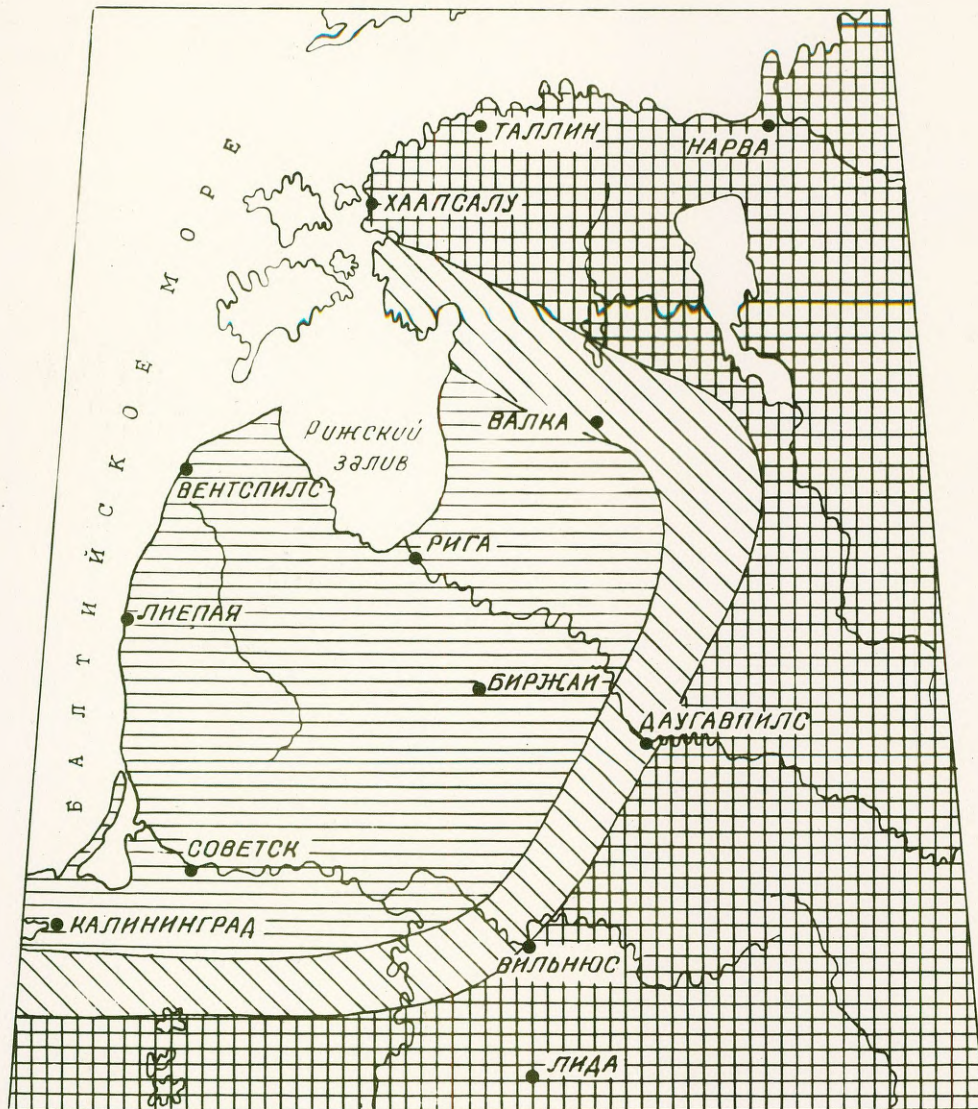 ТАЛЛИН
НАРВА
ХААПСАЛУ
БАЛТИЙСКОЕ МОРЕ
ВАЛКА
Рижский
залив
ВЕНТСПИЛС
РИГА
ЛИЕПАЯ
БИРЖАЙ
ДАУГАВПИЛС
СОВЕТСК
КАЛИНИНГРАД
ВИЛЬНЮС
ЛИДА